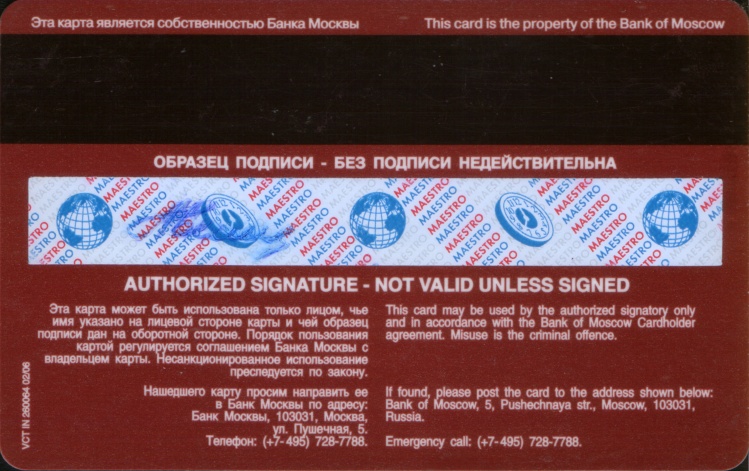 Эта карта является собственностью Банка Москвы
This card is the property of the Bank of Moscow
ОБРАЗЕЦ ПОДПИСИ - БЕЗ ПОДПИСИ НЕДЕЙСТВИТЕЛЬНА
MAESTRO MAESTRO MAESTRO MAESTRO MAESTRO MAESTRO
AUTHORIZED SIGNATURE - NOT VALID UNLESS SIGNED
Эта карта может быть использована только лицом, чье
имя указано на лицевой стороне карты и чей образец
подписи дан на оборотной стороне. Порядок пользования
картой регулируется соглашением Банка Москвы с
владельцем карты. Несанкционированное использование
преследуется по закону.
This card may be used by the authorized signatory only
and in accordance with the Bank of Moscow Cardholder
agreement. Misuse is the criminal offence.
Нашедшего карту просим направить ее
в Банк Москвы по адресу:
Банк Москвы, 103031, Москва,
ул. Пушечная, 5.
Телефон: (+7-495) 728-7788.
If found, please post the card to the address shown below:
Bank of Moscow, 5, Pushechnaya str., Moscow, 103031,
Russia.
Emergency call: (+7-495) 728-7788.
VCT IN 260064 02/06